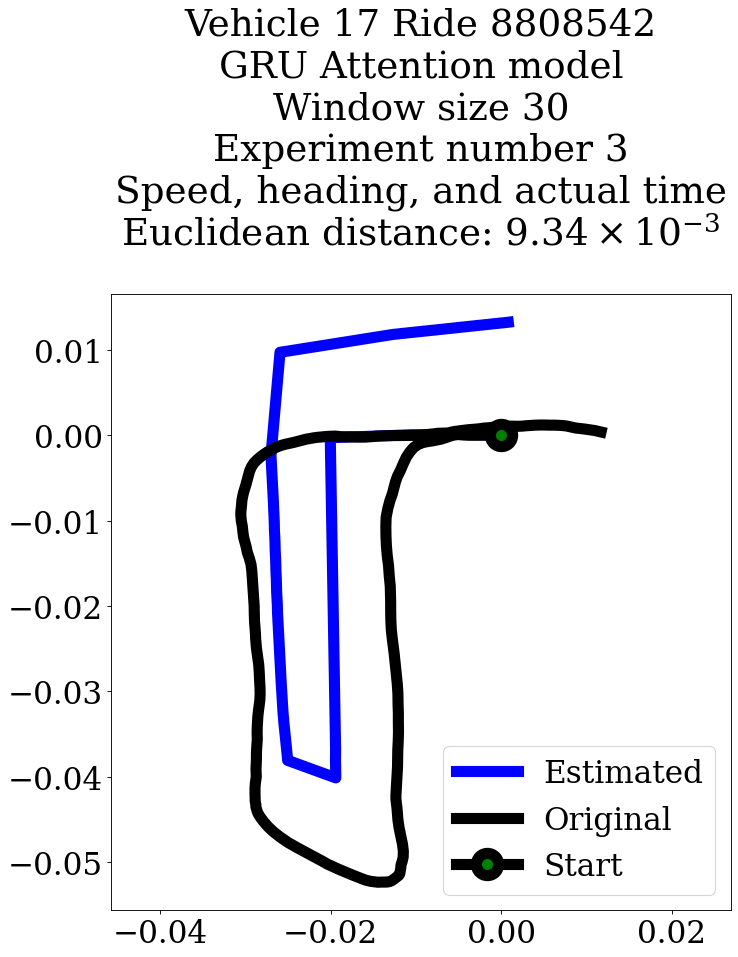 Vehicle 17 Ride 8808542
GRU Attention model
Window size 30
Experiment number 3
Speed, heading, and actual time
Euclidean distance: 9.34 × 10⁻³
0.01
0.00
−0.01
−0.02
−0.03
−0.04
−0.05
Estimated
Original
Start
−0.04
−0.02
0.00
0.02